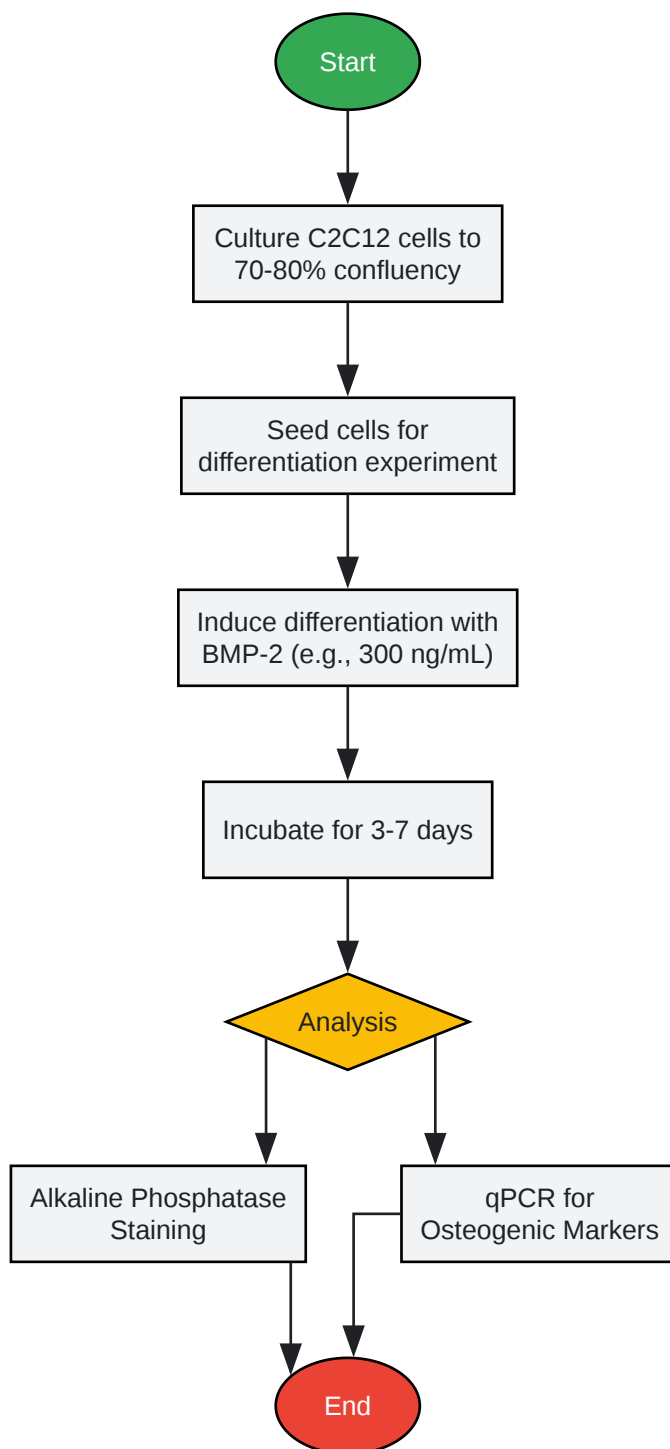 Start
Culture C2C12 cells to
70-80% confluency
Seed cells for
differentiation experiment
Induce differentiation with
BMP-2 (e.g., 300 ng/mL)
Incubate for 3-7 days
Analysis
Alkaline Phosphatase
Staining
qPCR for
Osteogenic Markers
End